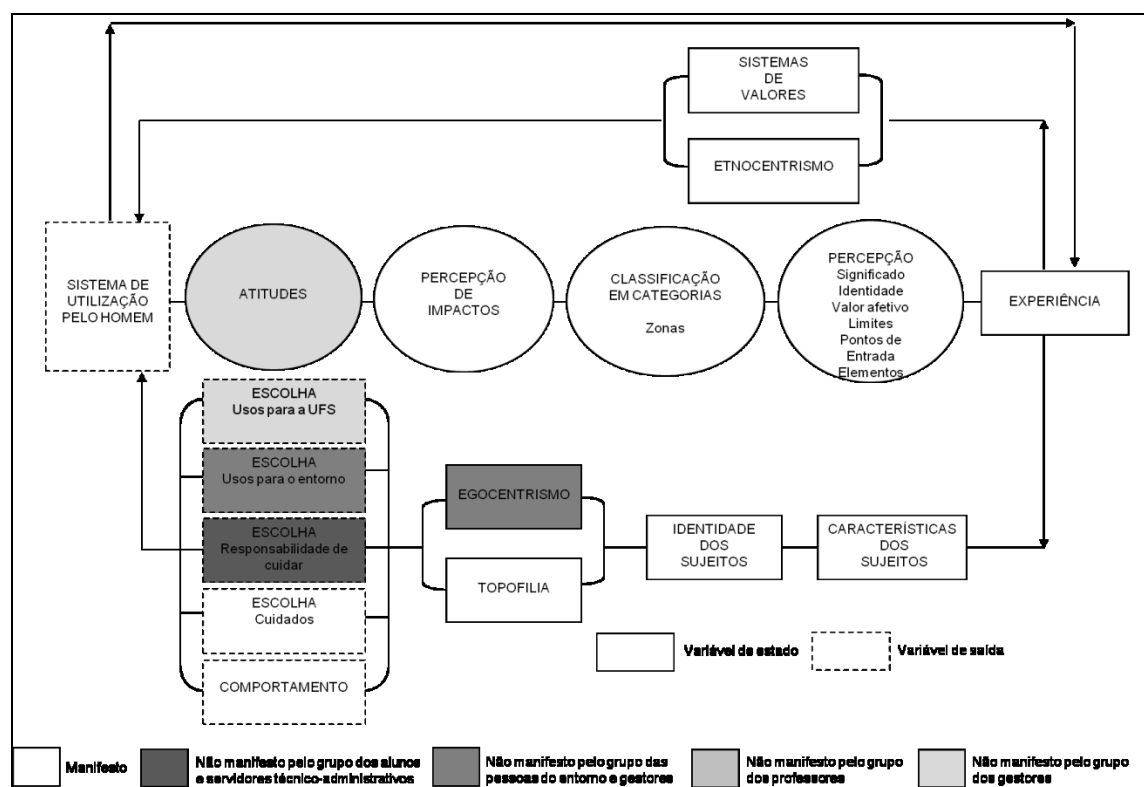 SISTEMAS
DE
VALORES
ETNOCENTRISMO
SISTEMA DE
UTILIZAÇÃO
PELO HOMEM
ATITUDES
PERCEPÇÃO
DE
IMPACTOS
CLASSIFICAÇÃO
EM CATEGORIAS
Zonas
PERCEPÇÃO
Significado
Identidade
Valor afetivo
Limites
Pontos de
Entrada
Elementos
EXPERIÊNCIA
ESCOLHA
Usos para a UFS
ESCOLHA
Usos para o entorno
ESCOLHA
Responsabilidade de
cuidar
ESCOLHA
Cuidados
COMPORTAMENTO
EGOCENTRISMO
TOPOFILIA
IDENTIDADE
DOS
SUJEITOS
CARACTERÍSTICAS
DOS
SUJEITOS
Variável de estado
Variável de saída
Manifesto
Não manifesto pelo grupo dos alunos
e servidores técnico-administrativos
Não manifesto pelo grupo das
pessoas do entorno e gestores
Não manifesto pelo grupo
dos professores
Não manifesto pelo grupo
dos gestores